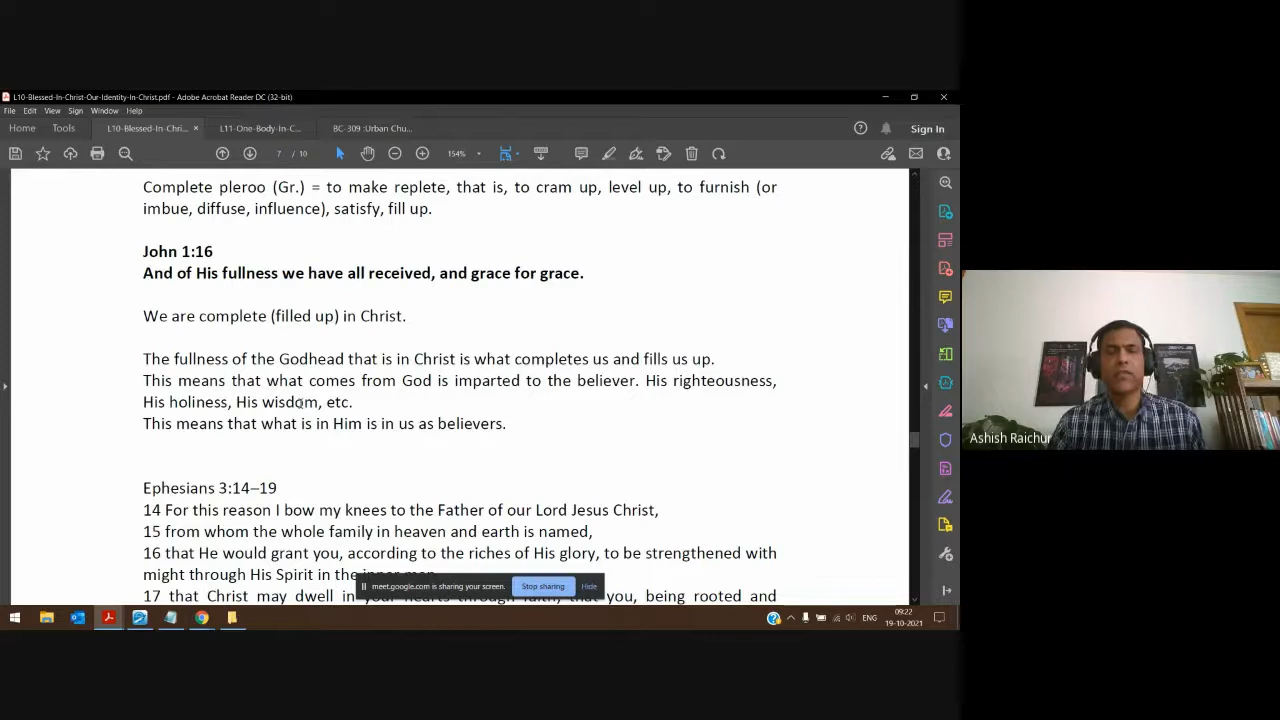 L10-Blessed-In-Christ-Our-Identity-In-Christ.pdf - Adobe Acrobat Reader DC (32-bit)
File Edit View Sign Window Help
Home Tools L10-Blessed-In-Chri... × L11-One-Body-In-C... BC-309 :Urban Chu... Sign In
7 / 10 154%
Complete pleroo (Gr.) = to make replete, that is, to cram up, level up, to furnish (or
imbue, diffuse, influence), satisfy, fill up.
John 1:16
And of His fullness we have all received, and grace for grace.
We are complete (filled up) in Christ.
The fullness of the Godhead that is in Christ is what completes us and fills us up.
This means that what comes from God is imparted to the believer. His righteousness,
His holiness, His wisdom, etc.
This means that what is in Him is in us as believers.
Ephesians 3:14–19
14 For this reason I bow my knees to the Father of our Lord Jesus Christ,
15 from whom the whole family in heaven and earth is named,
16 that He would grant you, according to the riches of His glory, to be strengthened with
might through His Spirit in the inner man,
17 that Christ may dwell in your hearts through faith; that you, being rooted and
meet.google.com is sharing your screen. Stop sharing Hide
Ashish Raichur
ENG
09:22
19-10-2021